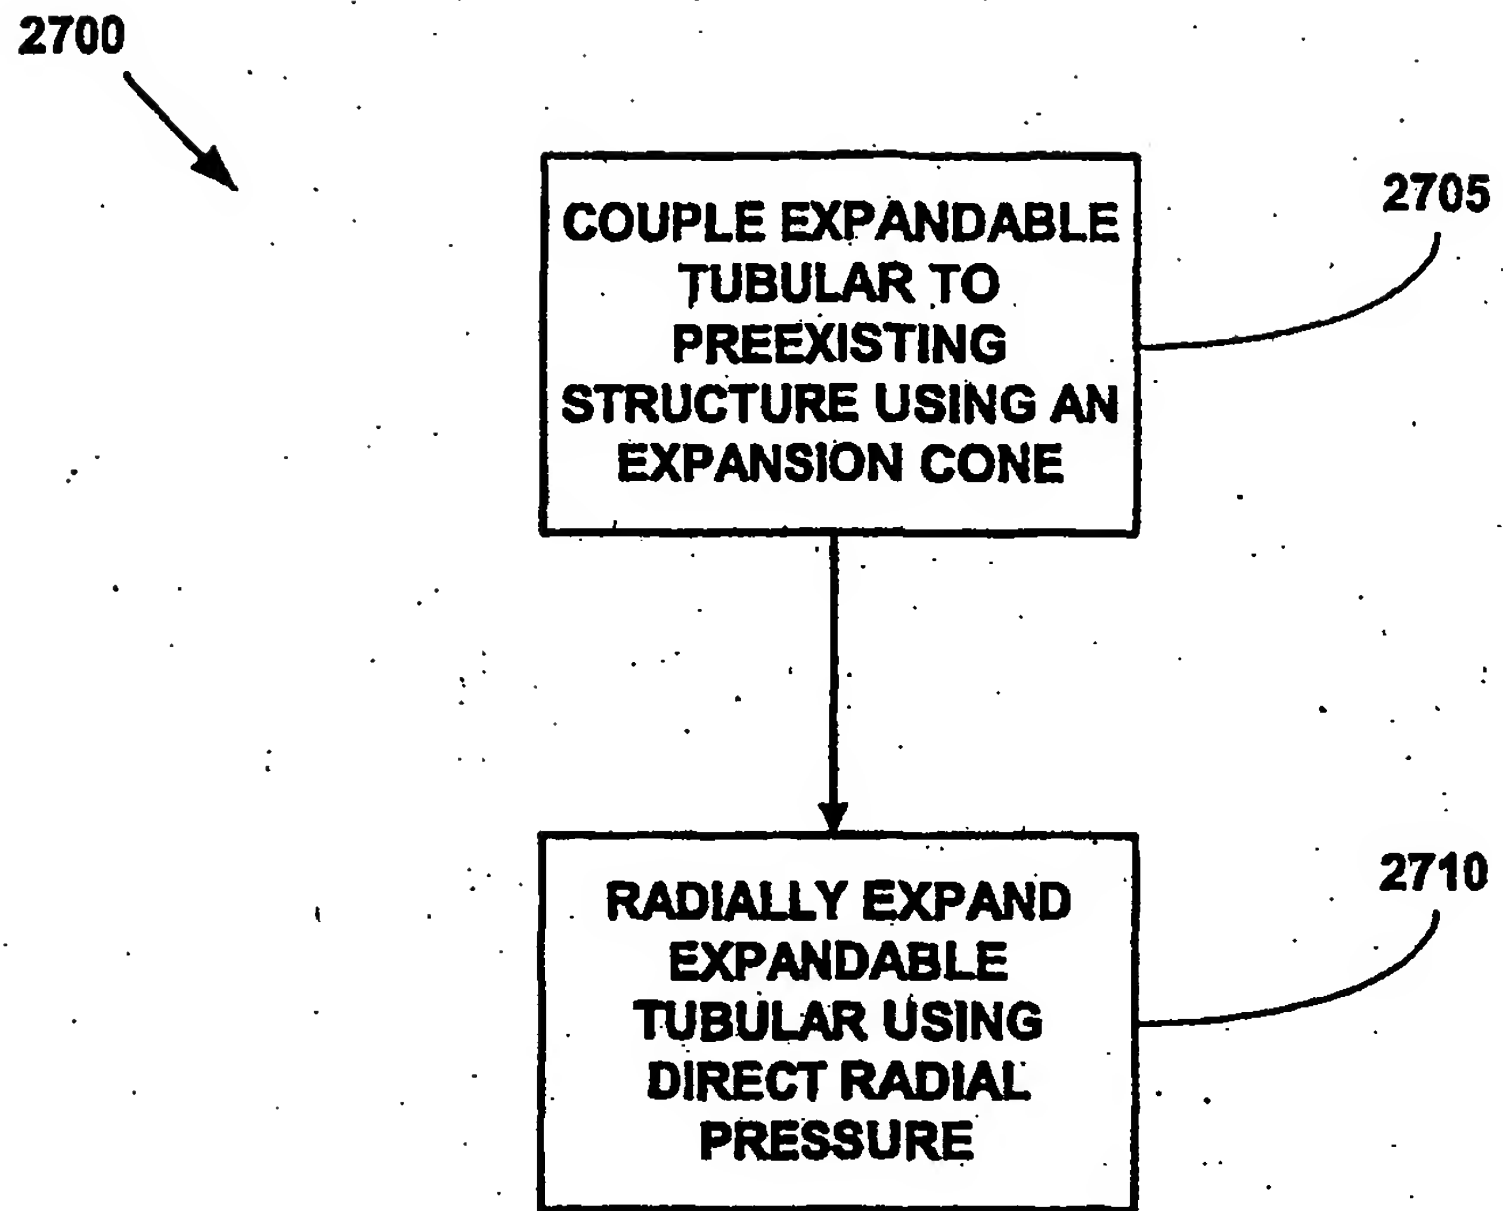 2700
COUPLE EXPANDABLE
TUBULAR TO
PREEXISTING
STRUCTURE USING AN
EXPANSION CONE
2705
RADIALLY EXPAND
EXPANDABLE
TUBULAR USING
DIRECT RADIAL
PRESSURE
2710